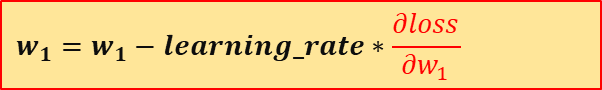 w₁ = w₁ − learning_rate * ∂loss/∂w₁